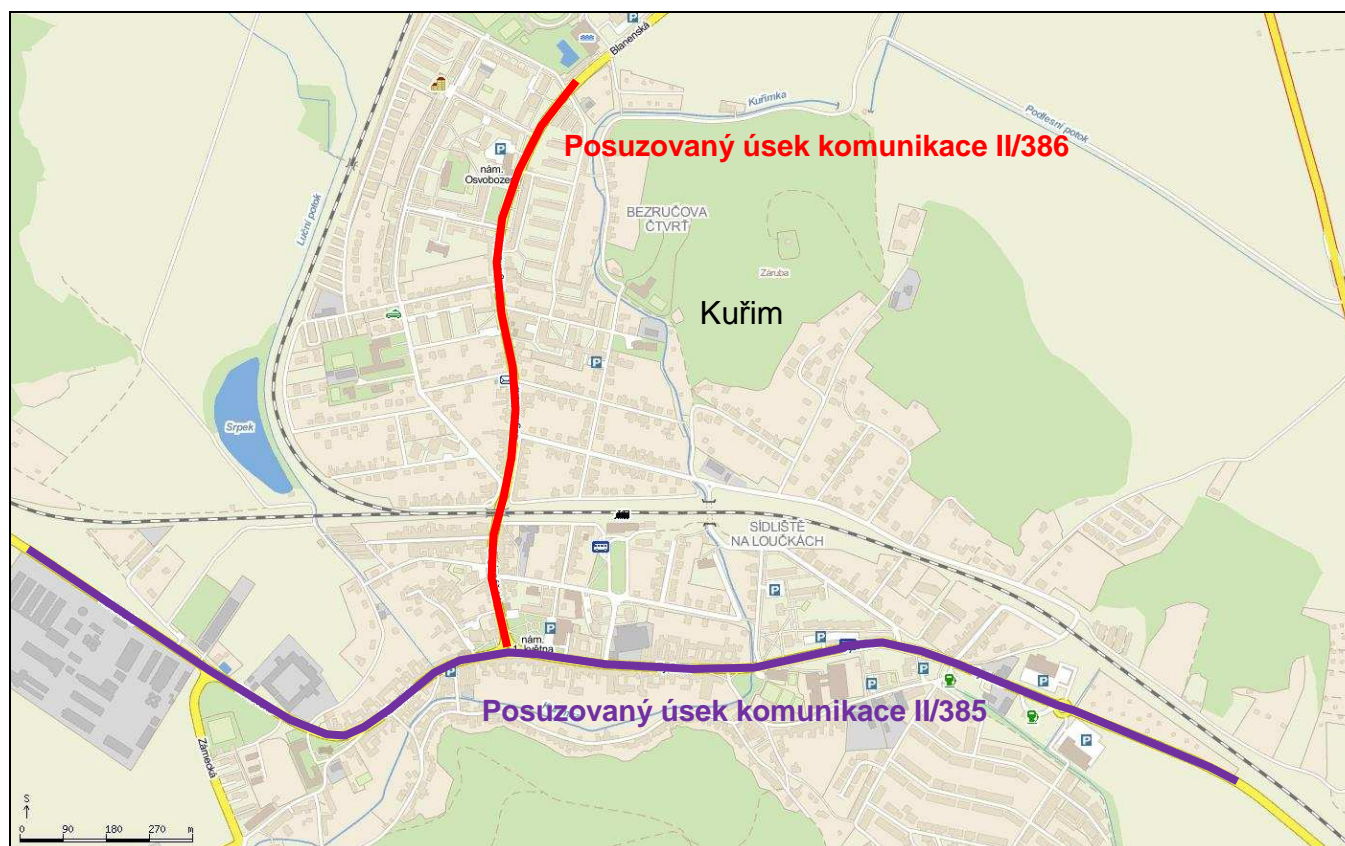 Blanenská
Kuřimka
Podlesní potok
Posuzovaný úsek komunikace II/386
nám.
Osvobození
Luční potok
BEZRUČOVA
ČTVRŤ
Záruba
Kuřim
Srpek
SÍDLIŠTĚ
NA LOUČKÁCH
nám.
1. května
Posuzovaný úsek komunikace II/385
Zámecká
S
0 90 180 270 m